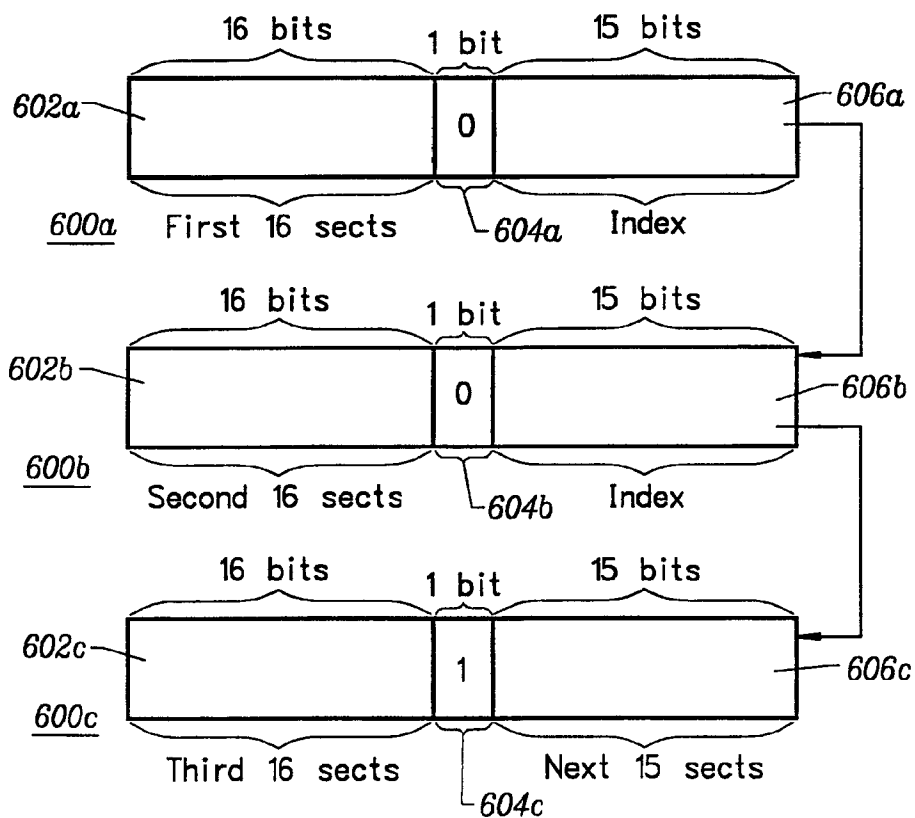 16 bits
1 bit
15 bits
602a
0
606a
600a
First 16 sects
604a
Index
16 bits
1 bit
15 bits
602b
0
606b
600b
Second 16 sects
604b
Index
16 bits
1 bit
15 bits
602c
1
606c
600c
Third 16 sects
604c
Next 15 sects